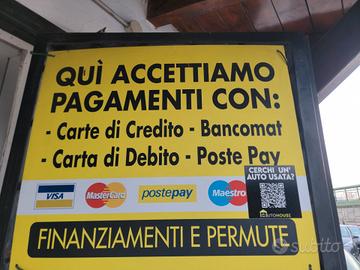 QUÌ ACCETTIAMO
PAGAMENTI CON:
- Carte di Credito - Bancomat
- Carta di Debito - Poste Pay
VISA MasterCard postepay Maestro
CERCHI UN'
AUTO USATA?
AUTOHOUSE
FINANZIAMENTI E PERMUTE
subito